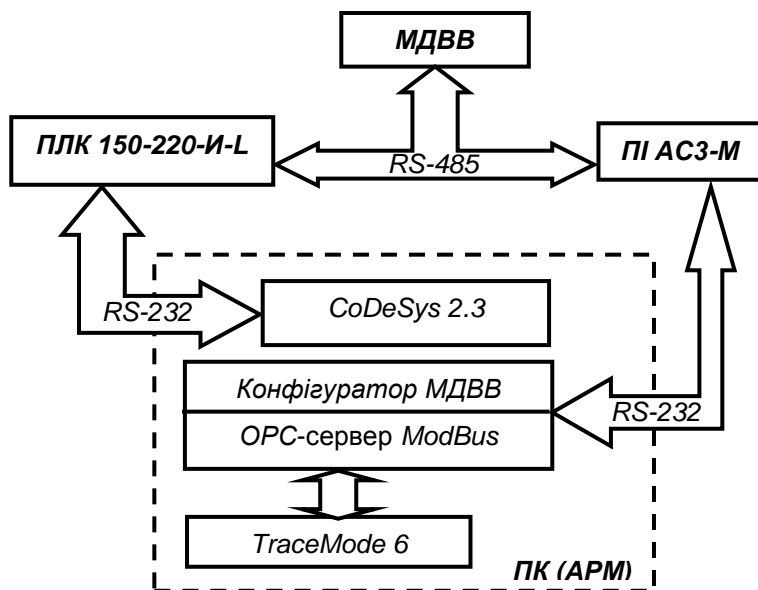 МДВВ
ПЛК 150-220-И-L
RS-485
ПІ АС3-М
RS-232
CoDeSys 2.3
Конфігуратор МДВВ
RS-232
ОРС-сервер ModBus
TraceMode 6
ПК (АРМ)